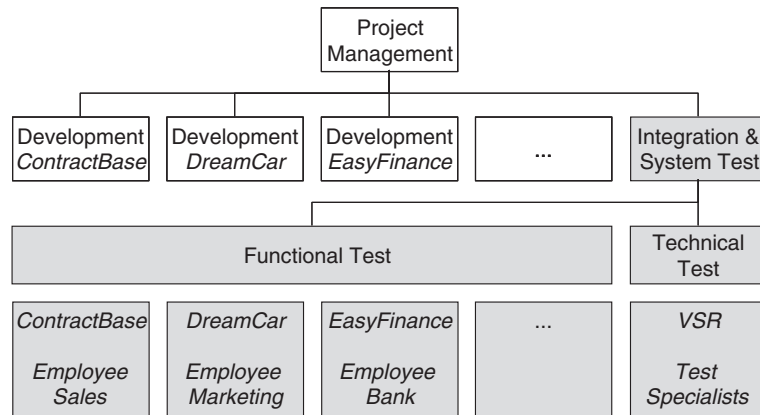 Project
Management
Development
ContractBase
Development
DreamCar
Development
EasyFinance
...
Integration &
System Test
Functional Test
Technical
Test
ContractBase
Employee
Sales
DreamCar
Employee
Marketing
EasyFinance
Employee
Bank
...
VSR
Test
Specialists